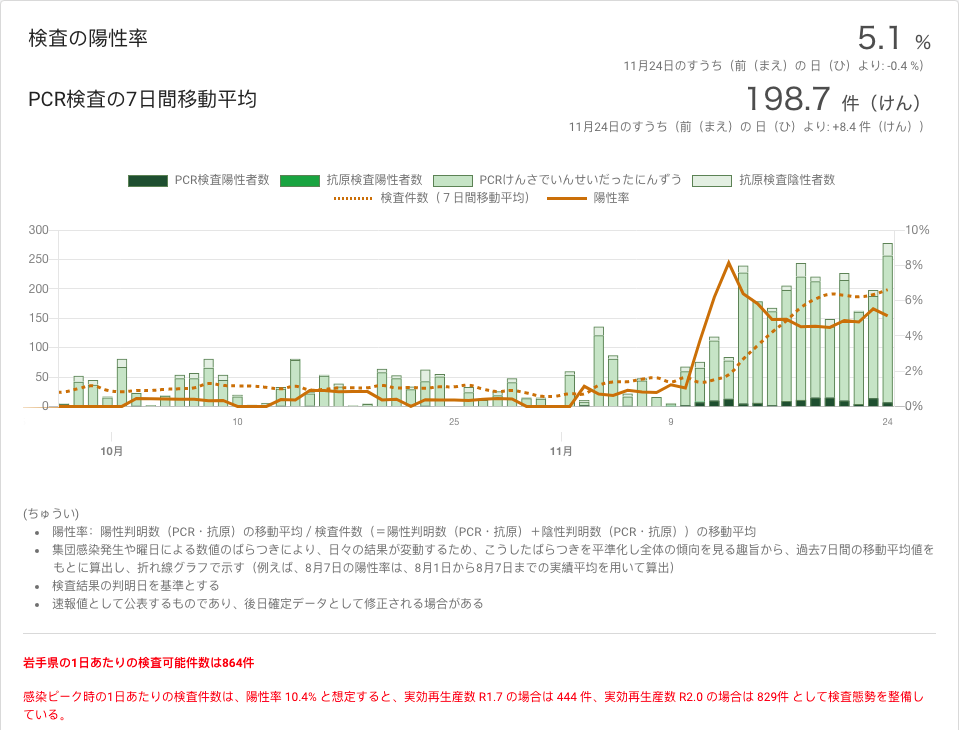 検査の陽性率
5.1 %
11月24日のすうち（前（まえ）の 日（ひ）より: -0.4 %）
PCR検査の7日間移動平均
198.7 件（けん）
11月24日のすうち（前（まえ）の 日（ひ）より: +8.4 件（けん））
PCR検査陽性者数 抗原検査陽性者数 PCRけんさでいんせいだったにんずう 抗原検査陰性者数
検査件数（７日間移動平均） 陽性率
300 10%
250 8%
200 6%
150 4%
100 2%
50 0%
0
10 25 9 24
10月 11月
(ちゅうい)
• 陽性率：陽性判明数（PCR・抗原）の移動平均 / 検査件数（＝陽性判明数（PCR・抗原）＋陰性判明数（PCR・抗原））の移動平均
• 集団感染発生や曜日による数値のばらつきにより、日々の結果が変動するため、こうしたばらつきを平準化し全体の傾向を見る趣旨から、過去7日間の移動平均値を
もとに算出し、折れ線グラフで示す（例えば、8月7日の陽性率は、8月1日から8月7日までの実績平均を用いて算出）
• 検査結果の判明日を基準とする
• 速報値として公表するものであり、後日確定データとして修正される場合がある
岩手県の1日あたりの検査可能件数は864件
感染ピーク時の1日あたりの検査件数は、陽性率 10.4% と想定すると、実効再生産数 R1.7 の場合は 444 件、実効再生産数 R2.0 の場合は 829件 として検査態勢を整備し
ている。